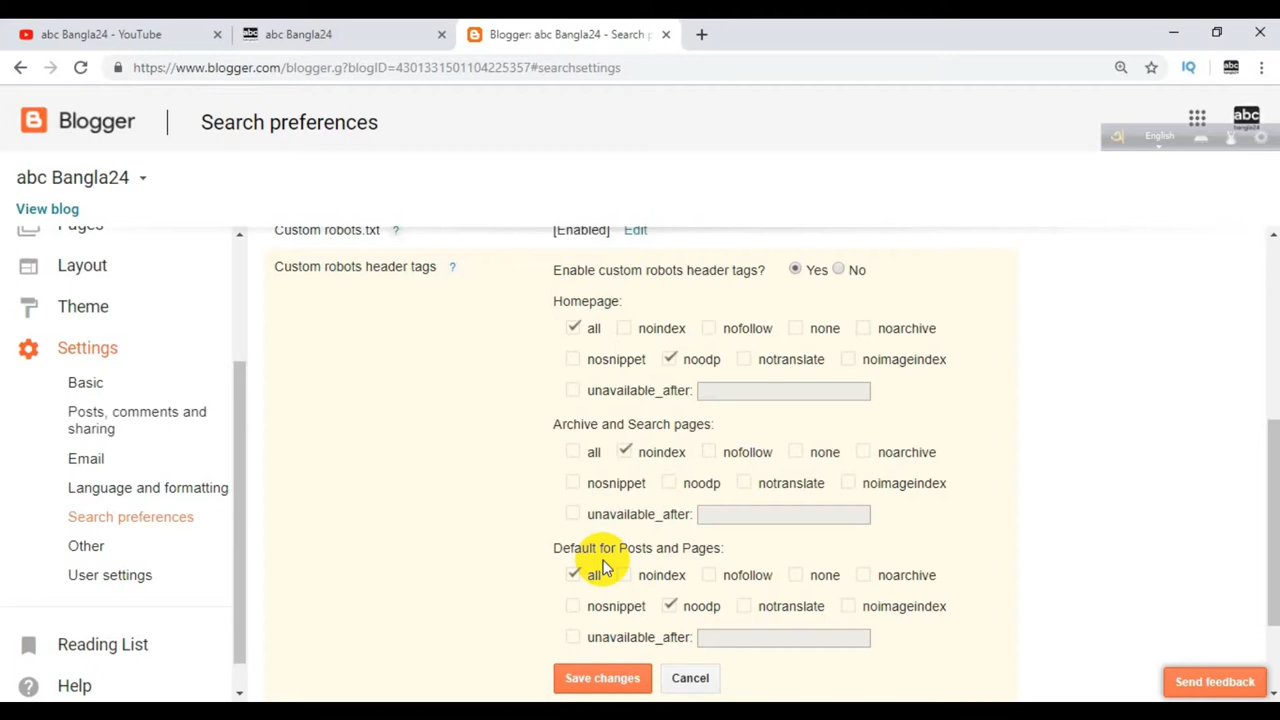 abc Bangla24 - YouTube
abc Bangla24
Blogger: abc Bangla24 - Search p
https://www.blogger.com/blogger.g?blogID=4301331501104225357#searchsettings
IQ
abc
Blogger
Search preferences
abc
bangla24
English
abc Bangla24
View blog
Pages
Layout
Theme
Settings
Basic
Posts, comments and
sharing
Email
Language and formatting
Search preferences
Other
User settings
Reading List
Help
Custom robots.txt ? [Enabled] Edit
Custom robots header tags ? Enable custom robots header tags? Yes No
Homepage:
all noindex nofollow none noarchive
nosnippet noodp notranslate noimageindex
unavailable_after:
Archive and Search pages:
all noindex nofollow none noarchive
nosnippet noodp notranslate noimageindex
unavailable_after:
Default for Posts and Pages:
all noindex nofollow none noarchive
nosnippet noodp notranslate noimageindex
unavailable_after:
Save changes Cancel
Send feedback